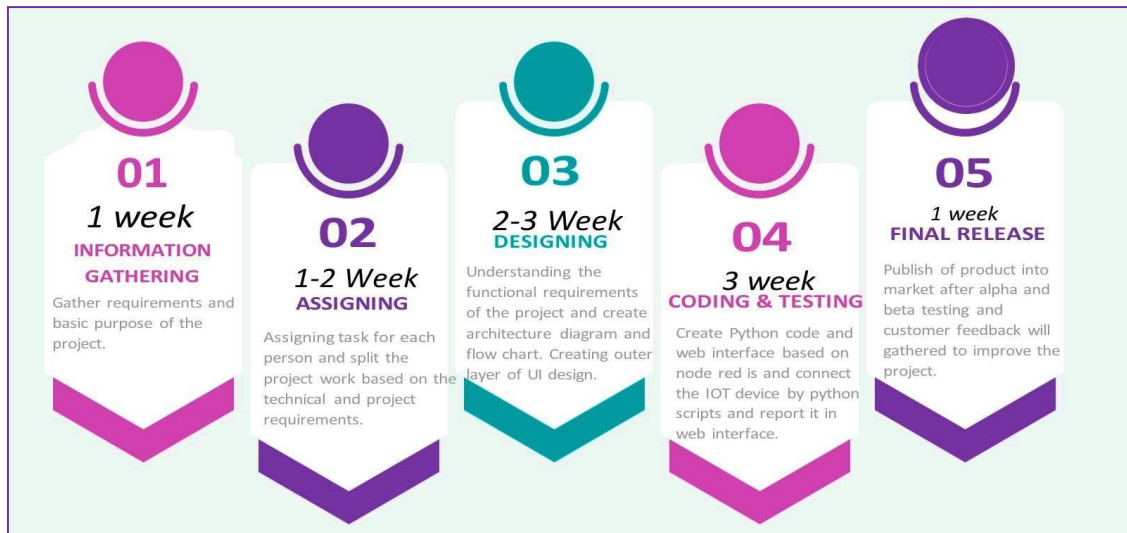 01
1 week
INFORMATION
GATHERING
Gather requirements and
basic purpose of the
project.
02
1-2 Week
ASSIGNING
Assigning task for each
person and split the
project work based on the
technical and project
requirements.
03
2-3 Week
DESIGNING
Understanding the
functional requirements
of the project and create
architecture diagram and
flow chart. Creating outer
layer of UI design.
04
3 week
CODING & TESTING
Create Python code and
web interface based on
node red is and connect
the IOT device by python
scripts and report it in
web interface.
05
1 week
FINAL RELEASE
Publish of product into
market after alpha and
beta testing and
customer feedback will
gathered to improve the
project.